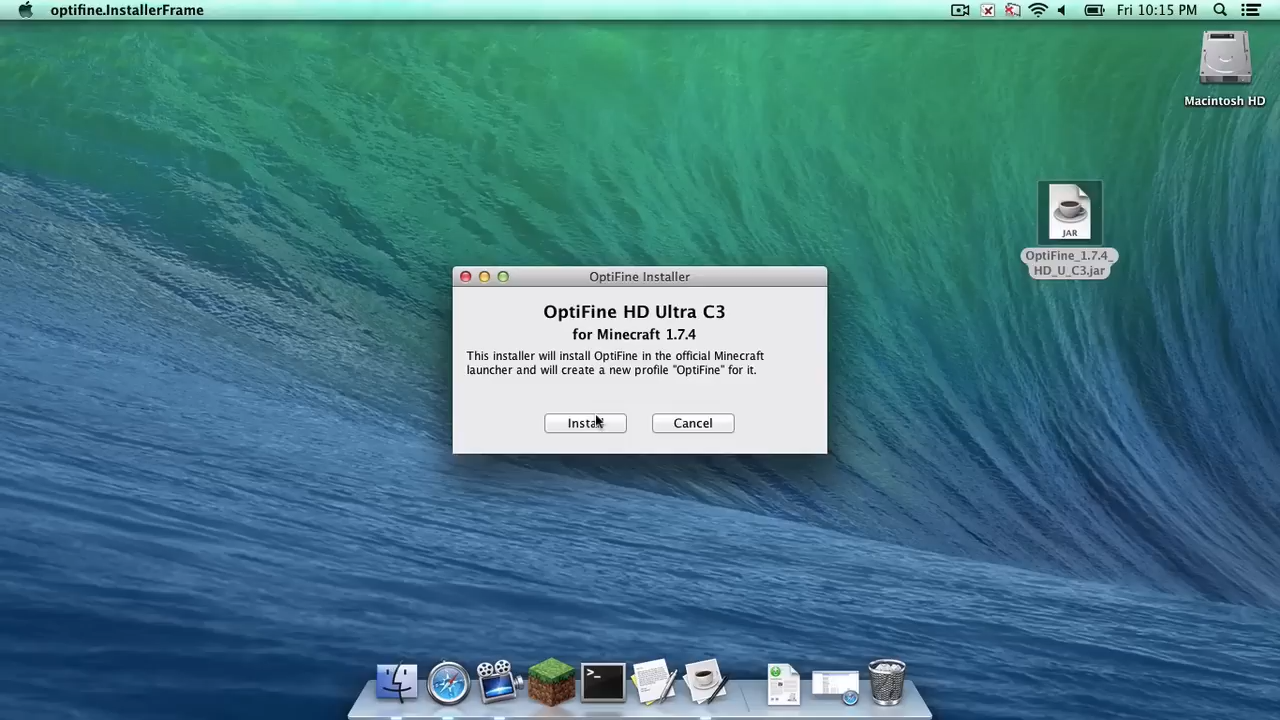 optifine.InstallerFrame
Fri 10:15 PM
Macintosh HD
JAR
OptiFine_1.7.4_
HD_U_C3.jar
OptiFine Installer
OptiFine HD Ultra C3
for Minecraft 1.7.4
This installer will install OptiFine in the official Minecraft
launcher and will create a new profile "OptiFine" for it.
Install
Cancel
>_